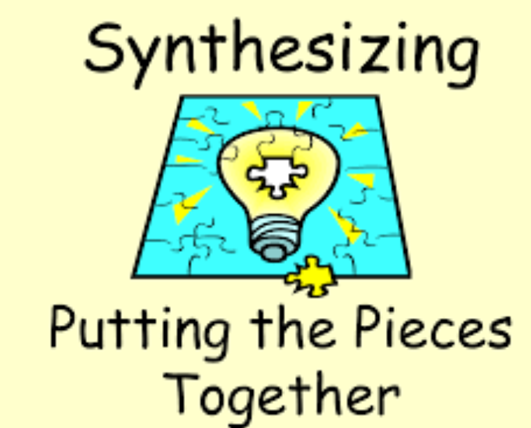 Synthesizing
Putting the Pieces
Together